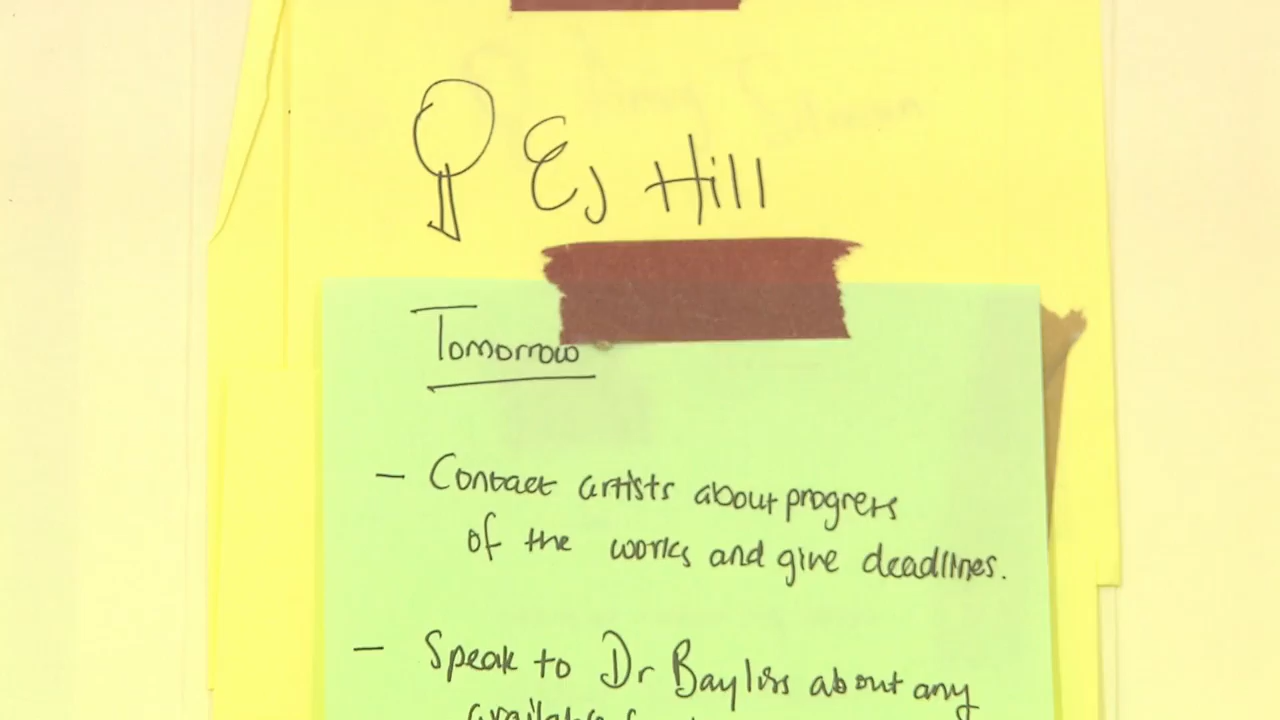 EJ Hill
Tomorrow
- Contact artists about progress
of the works and give deadlines.
- Speak to Dr Bayliss about any
available